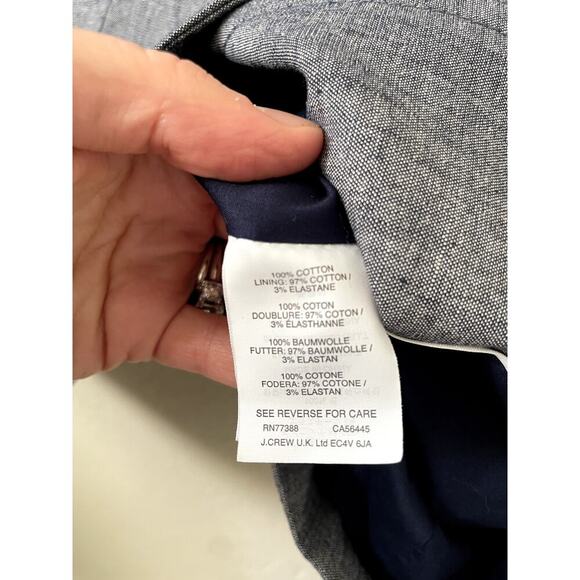 100% COTTON
LINING: 97% COTTON /
3% ELASTANE
100% COTON
DOUBLURE: 97% COTON /
3% ÉLASTHANNE
100% BAUMWOLLE
FUTTER: 97% BAUMWOLLE /
3% ELASTAN
100% COTONE
FODERA: 97% COTONE /
3% ELASTAN
SEE REVERSE FOR CARE
RN77388 CA56445
J.CREW U.K. Ltd EC4V 6JA